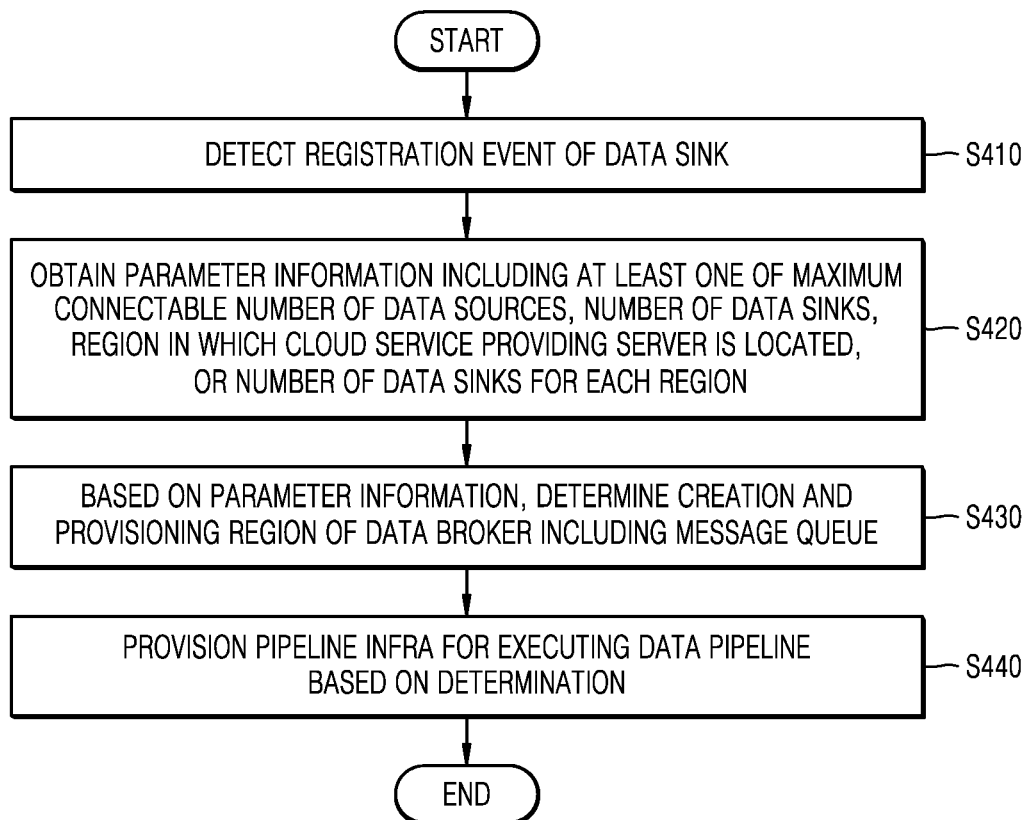 START
DETECT REGISTRATION EVENT OF DATA SINK
S410
OBTAIN PARAMETER INFORMATION INCLUDING AT LEAST ONE OF MAXIMUM
CONNECTABLE NUMBER OF DATA SOURCES, NUMBER OF DATA SINKS,
REGION IN WHICH CLOUD SERVICE PROVIDING SERVER IS LOCATED,
OR NUMBER OF DATA SINKS FOR EACH REGION
S420
BASED ON PARAMETER INFORMATION, DETERMINE CREATION AND
PROVISIONING REGION OF DATA BROKER INCLUDING MESSAGE QUEUE
S430
PROVISION PIPELINE INFRA FOR EXECUTING DATA PIPELINE
BASED ON DETERMINATION
S440
END